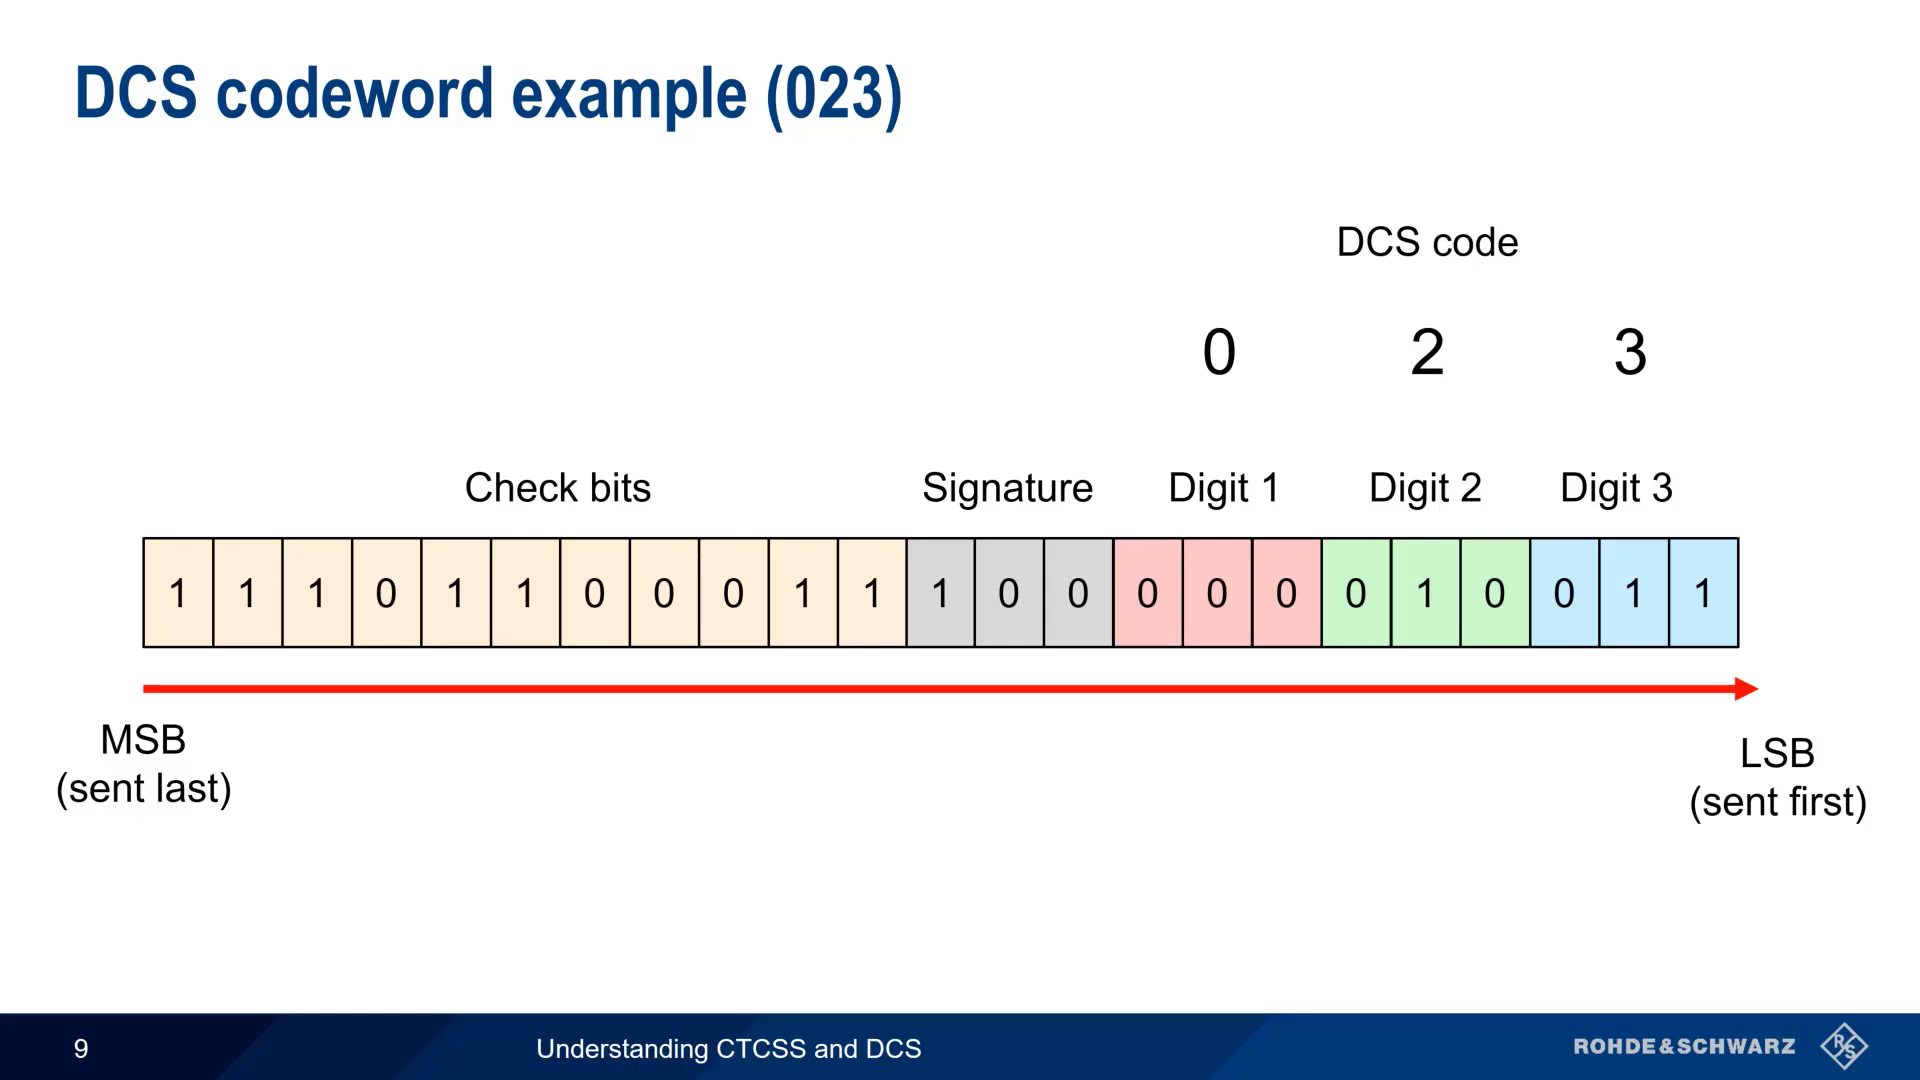 DCS codeword example (023)
DCS code
0 2 3
Check bits Signature Digit 1 Digit 2 Digit 3
1 1 1 0 1 1 0 0 0 1 1 1 0 0 0 0 0 0 1 0 0 1 1
MSB
(sent last)
LSB
(sent first)
9
Understanding CTCSS and DCS
ROHDE&SCHWARZ
R&S